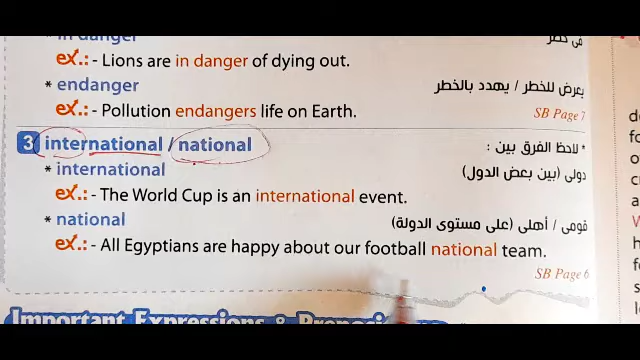 * in danger في خطر
ex.: - Lions are in danger of dying out.
* endanger يعرض للخطر / يهدد بالخطر
ex.: - Pollution endangers life on Earth. SB Page 7
3 international / national * لاحظ الفرق بين :
* international دولى (بين بعض الدول)
ex.: - The World Cup is an international event.
* national قومى / أهلى (على مستوى الدولة)
ex.: - All Egyptians are happy about our football national team.
SB Page 6
Important Expressions &